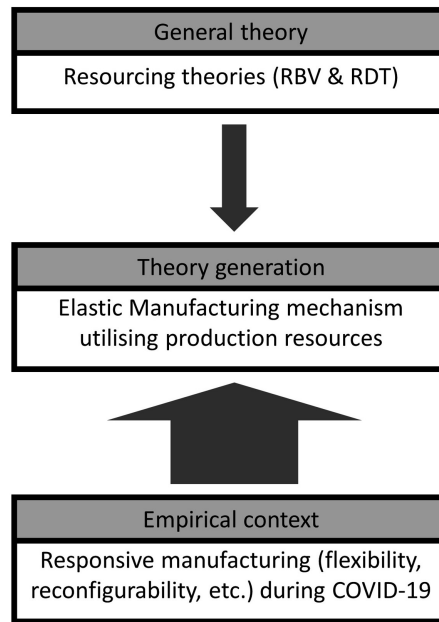 General theory
Resourcing theories (RBV & RDT)
Theory generation
Elastic Manufacturing mechanism
utilising production resources
Empirical context
Responsive manufacturing (flexibility,
reconfigurability, etc.) during COVID-19